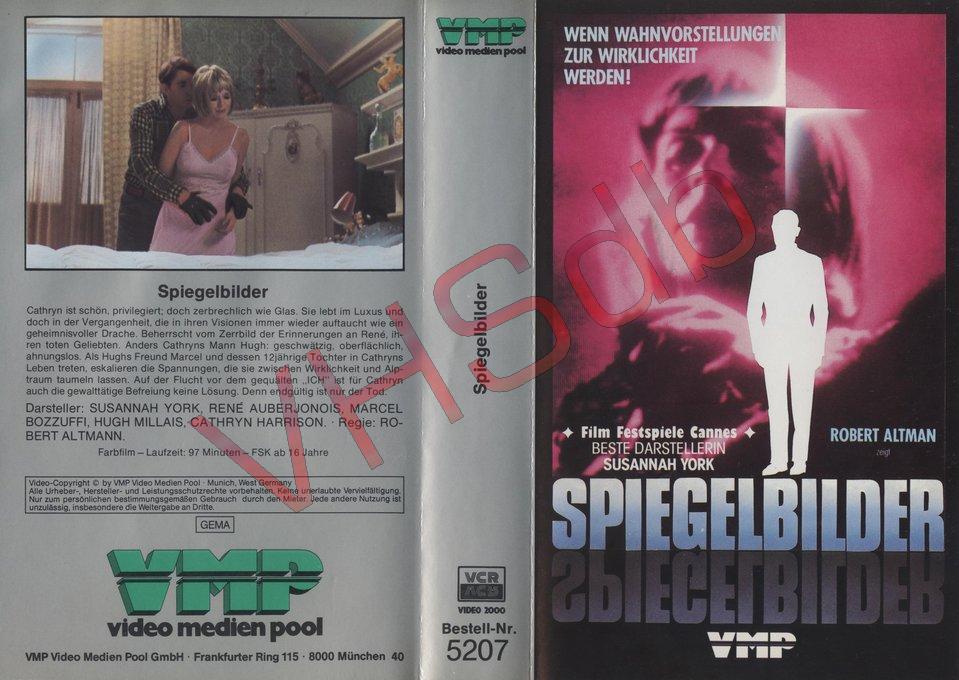 Spiegelbilder
Cathryn ist schön, privilegiert; doch zerbrechlich wie Glas. Sie lebt im Luxus und
doch in der Vergangenheit, die in ihren Visionen immer wieder auftaucht wie ein
geheimnisvoller Drache. Beherrscht vom Zerrbild der Erinnerungen an René, ih-
ren toten Geliebten. Anders Cathryns Mann Hugh: geschwätzig, oberflächlich,
ahnungslos. Als Hughs Freund Marcel und dessen 12jährige Tochter in Cathryns
Leben treten, eskalieren die Spannungen, die sie zwischen Wirklichkeit und Alp-
traum taumeln lassen. Auf der Flucht vor dem gequälten „ICH" ist für Cathryn
auch die gewalttätige Befreiung keine Lösung. Denn endgültig ist nur der Tod.
Darsteller: SUSANNAH YORK, RENÉ AUBERJONOIS, MARCEL
BOZZUFFI, HUGH MILLAIS, CATHRYN HARRISON. · Regie: RO-
BERT ALTMANN.
Farbfilm – Laufzeit: 97 Minuten – FSK ab 16 Jahre
Video-Copyright © by VMP Video Medien Pool · Munich, West Germany
Alle Urheber-, Hersteller- und Leistungsschutzrechte vorbehalten. Keine unerlaubte Vervielfältigung.
Nur zum persönlichen bestimmungsgemäßen Gebrauch durch den Mieter. Jede andere Nutzung ist
unzulässig, insbesondere die Weitergabe an Dritte.
GEMA
VMP
video medien pool
VMP Video Medien Pool GmbH · Frankfurter Ring 115 · 8000 München 40
VMP
video medien pool
Spiegelbilder
VCR
VIDEO 2000
Bestell-Nr.
5207
WENN WAHNVORSTELLUNGEN
ZUR WIRKLICHKEIT
WERDEN!
Film Festspiele Cannes
BESTE DARSTELLERIN
SUSANNAH YORK
ROBERT ALTMAN
zeigt
SPIEGELBILDER
SPIEGELBILDER
VMP
VHSdb